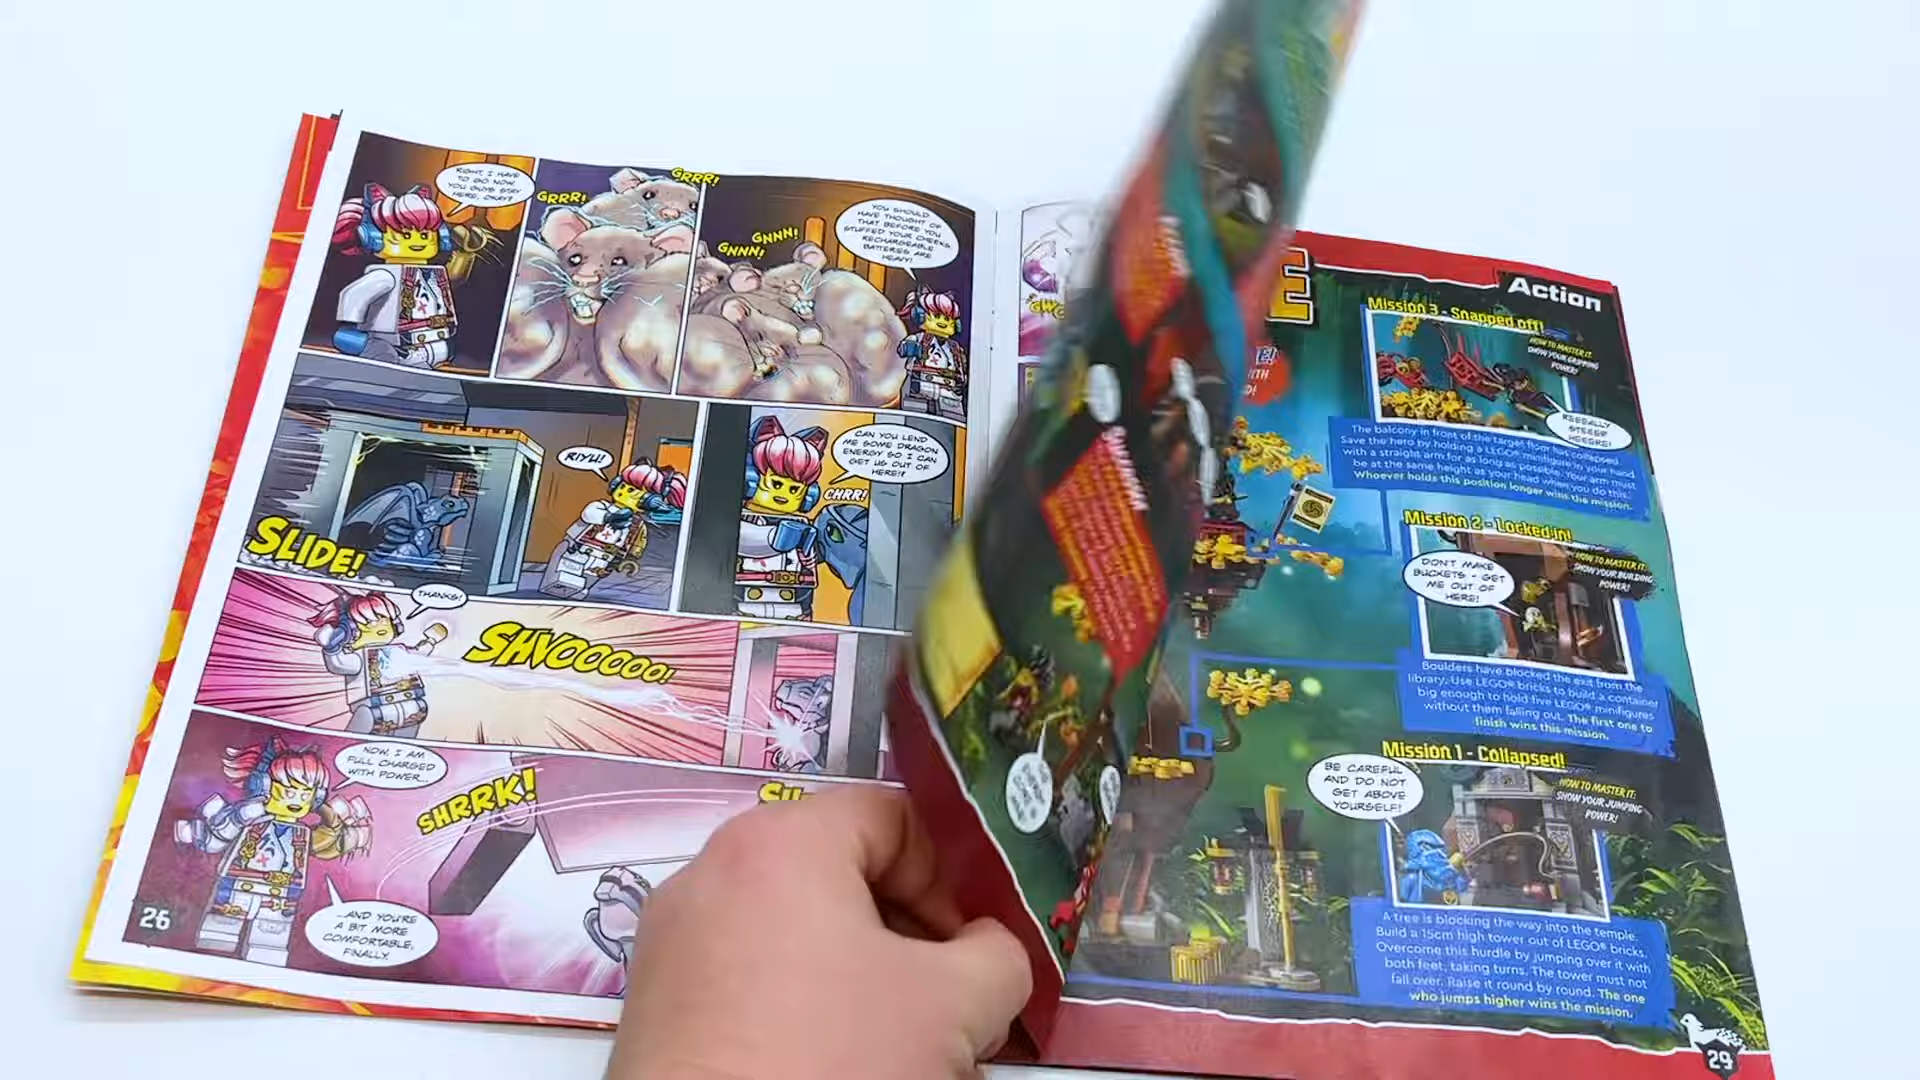 RIGHT, I HAVE
TO GO NOW.
YOU GUYS STAY
HERE, OKAY?
GRRR!
GRRR!
GNNN!
GNNN!
YOU SHOULD
HAVE THOUGHT OF
THAT BEFORE YOU
STUFFED YOUR CHEEKS.
RECHARGEABLE
BATTERIES ARE
HEAVY!
SLIDE!
RIYU!
CAN YOU LEND
ME SOME DRAGON
ENERGY SO I CAN
GET US OUT OF
HERE?
CHRR!
THANKS!
SHVOOOOO!
NOW, I AM
FULL CHARGED
WITH POWER...
SHRRK!
...AND YOU'RE
A BIT MORE
COMFORTABLE,
FINALLY.
26
E
Action
Mission 3 - Snapped off!
HOW TO MASTER IT:
SHOW YOUR GRIPPING
POWER!
REEEALLY
STEEEP
HEEERE!
The balcony in front of the target floor has collapsed.
Save the hero by holding a LEGO® minifigure in your hand
with a straight arm for as long as possible. Your arm must
be at the same height as your head when you do this.
Whoever holds this position longer wins the mission.
Mission 2 - Locked in!
HOW TO MASTER IT:
SHOW YOUR BUILDING
POWER!
DON'T MAKE
BUCKETS - GET
ME OUT OF
HERE!
Boulders have blocked the exit from the
library. Use LEGO® bricks to build a container
big enough to hold five LEGO® minifigures
without them falling out. The first one to
finish wins this mission.
Mission 1 - Collapsed!
HOW TO MASTER IT:
SHOW YOUR JUMPING
POWER!
BE CAREFUL
AND DO NOT
GET ABOVE
YOURSELF!
A tree is blocking the way into the temple.
Build a 15cm high tower out of LEGO® bricks.
Overcome this hurdle by jumping over it with
both feet, taking turns. The tower must not
fall over. Raise it round by round. The one
who jumps higher wins the mission.
29